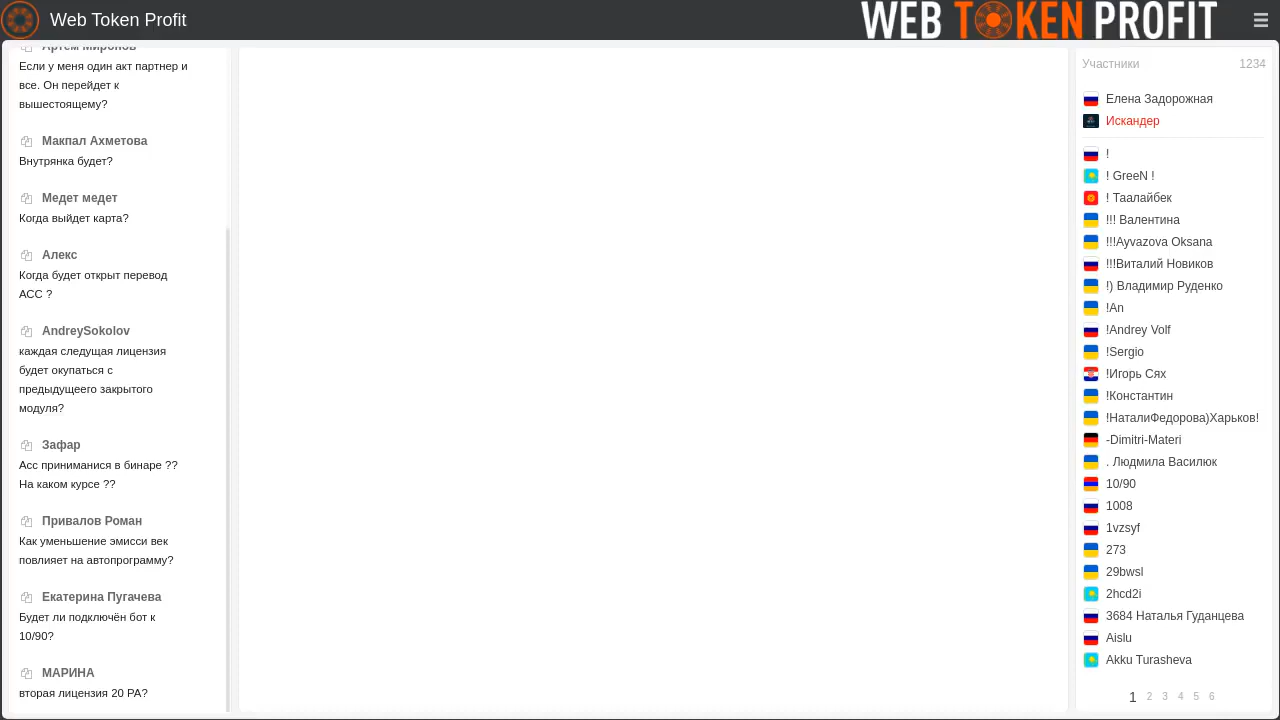 Web Token Profit
WEB TOKEN PROFIT
Артем Миронов
Если у меня один акт партнер и
все. Он перейдет к
вышестоящему?
Макпал Ахметова
Внутрянка будет?
Медет медет
Когда выйдет карта?
Алекс
Когда будет открыт перевод
АСС ?
AndreySokolov
каждая следущая лицензия
будет окупаться с
предыдущеего закрытого
модуля?
Зафар
Асс приниманися в бинаре ??
На каком курсе ??
Привалов Роман
Как уменьшение эмисси век
повлияет на автопрограмму?
Екатерина Пугачева
Будет ли подключён бот к
10/90?
МАРИНА
вторая лицензия 20 РА?
Участники 1234
Елена Задорожная
Искандер
!
! GreeN !
! Таалайбек
!!! Валентина
!!!Ayvazova Oksana
!!!Виталий Новиков
!) Владимир Руденко
!An
!Andrey Volf
!Sergio
!Игорь Сях
!Константин
!НаталиФедорова)Харьков!
-Dimitri-Materi
. Людмила Василюк
10/90
1008
1vzsyf
273
29bwsl
2hcd2i
3684 Наталья Гуданцева
Aislu
Akku Turasheva
1 2 3 4 5 6